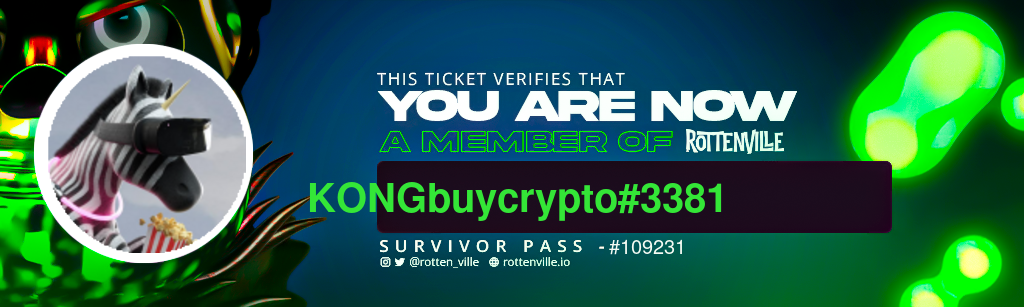 THIS TICKET VERIFIES THAT
YOU ARE NOW
A MEMBER OF ROTTENVILLE
KONGbuycrypto#3381
SURVIVOR PASS - #109231
@rotten_ville rottenville.io